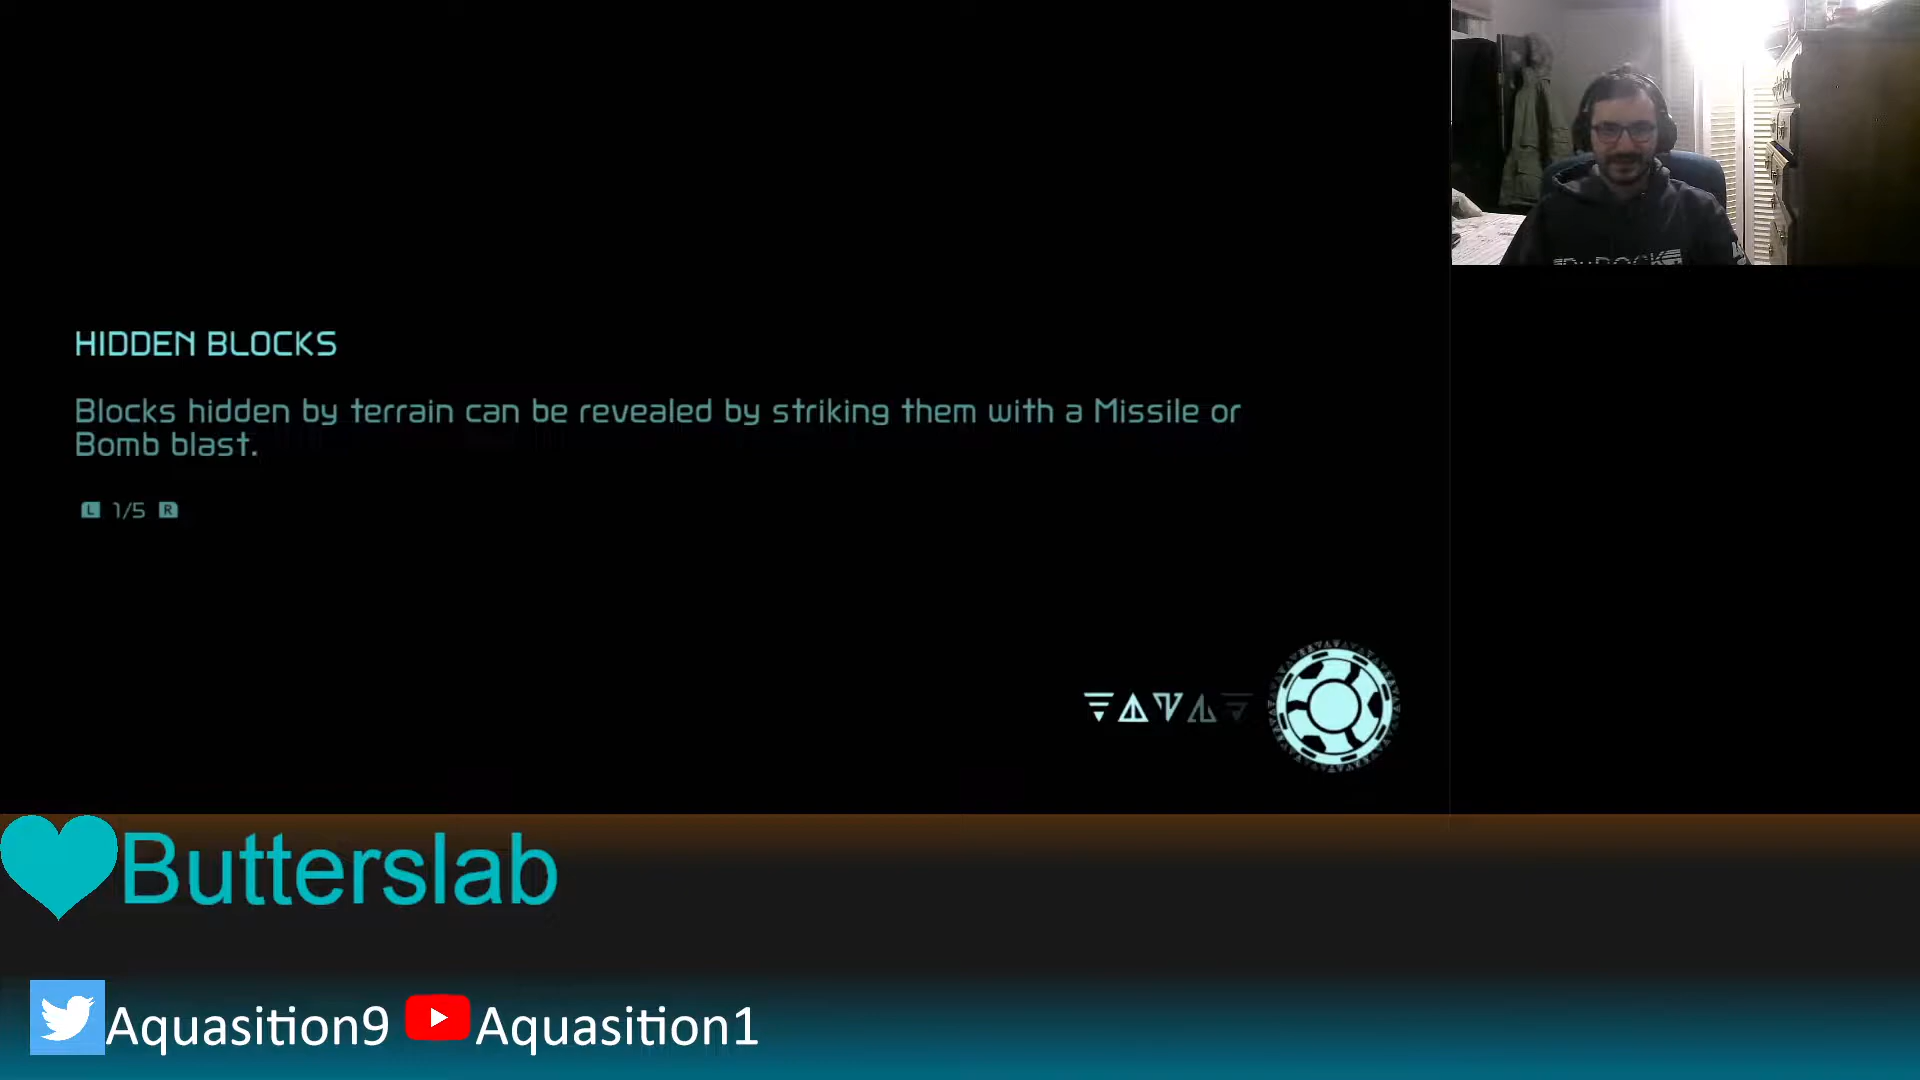 HIDDEN BLOCKS
Blocks hidden by terrain can be revealed by striking them with a Missile or
Bomb blast.
L 1/5 R
Butterslab
Aquasition9 Aquasition1